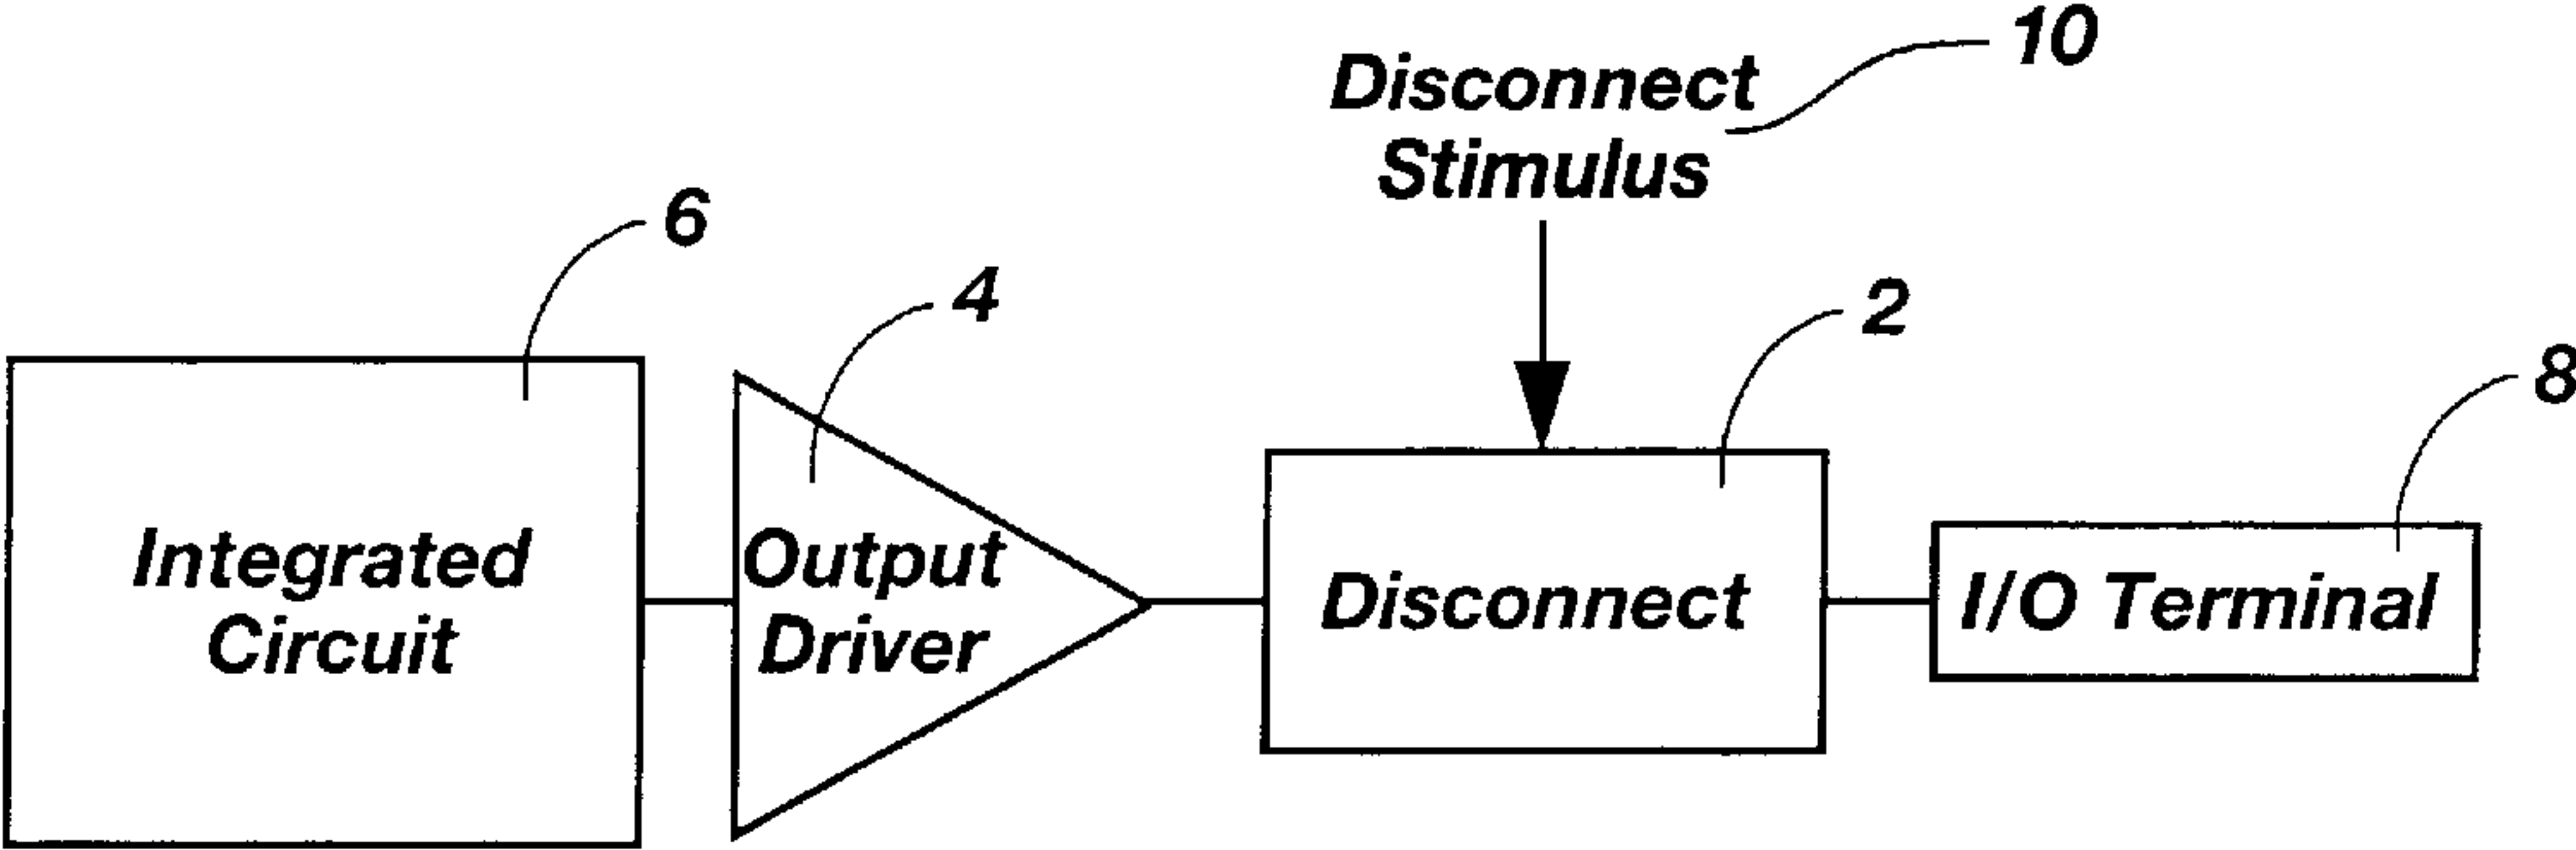 10
Disconnect
Stimulus
6
4
2
8
Integrated
Circuit
Output
Driver
Disconnect
I/O Terminal